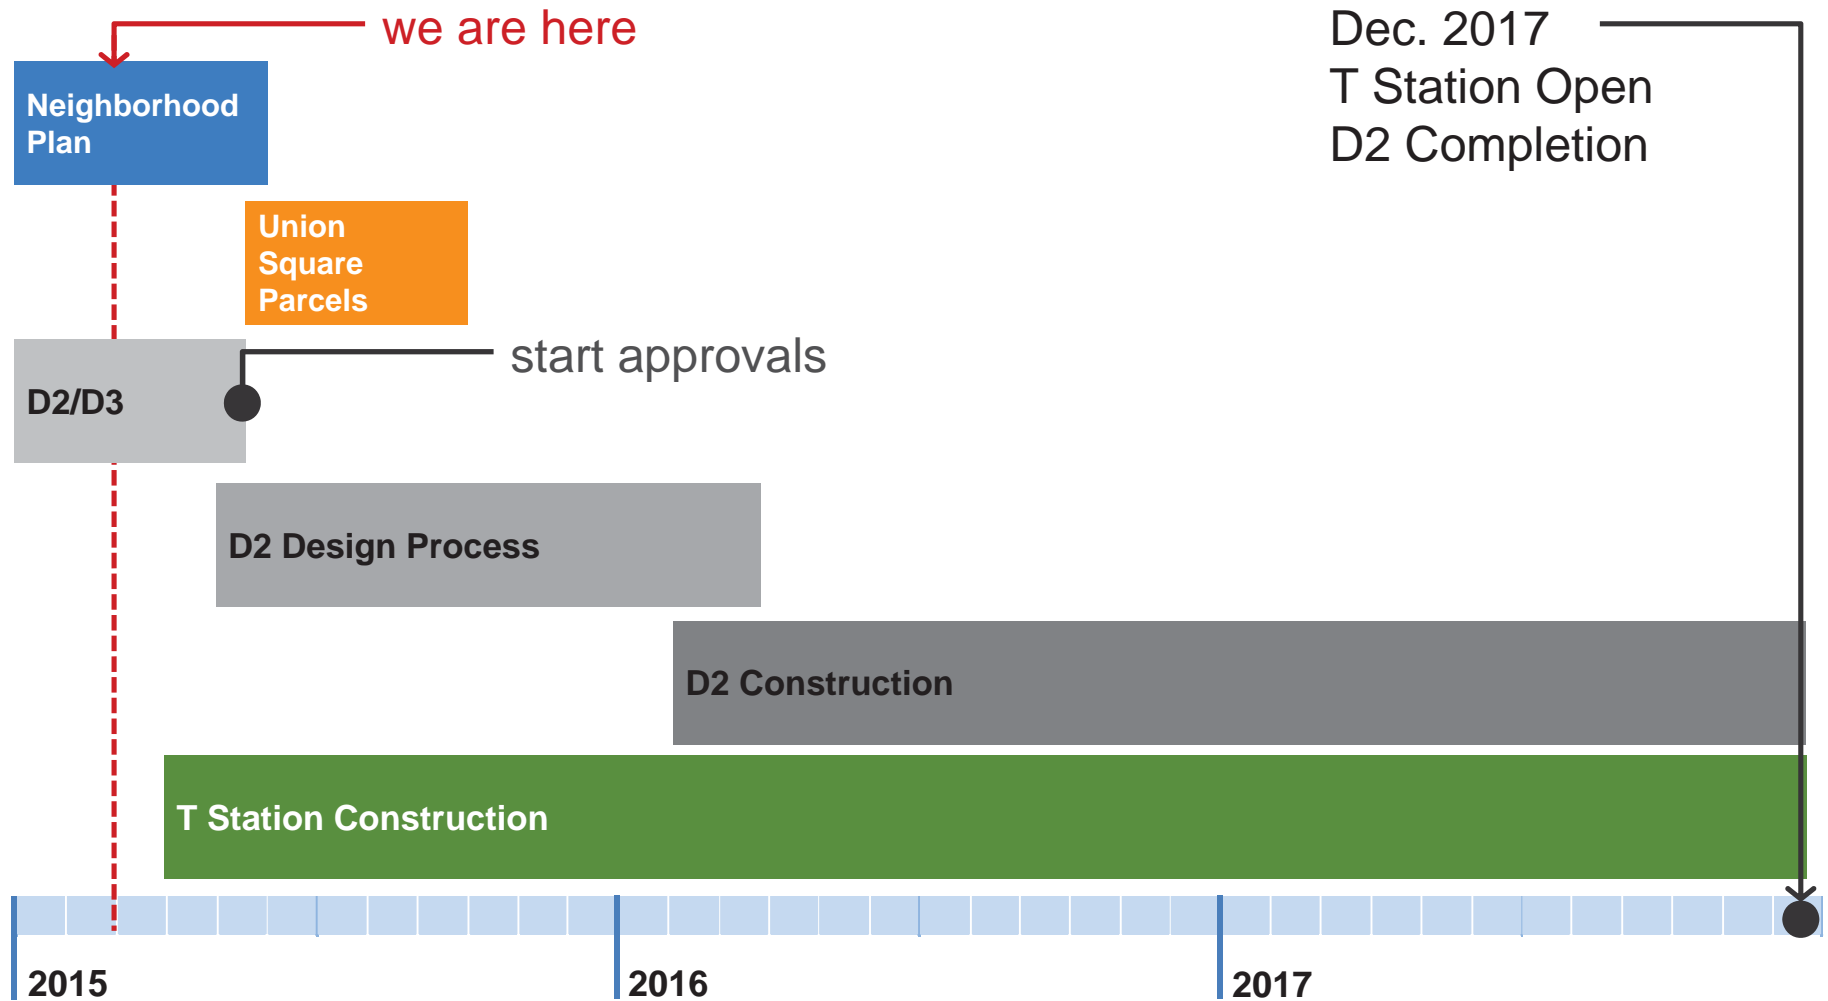 we are here
Dec. 2017
T Station Open
D2 Completion
Neighborhood
Plan
Union
Square
Parcels
start approvals
D2/D3
D2 Design Process
D2 Construction
T Station Construction
2015
2016
2017